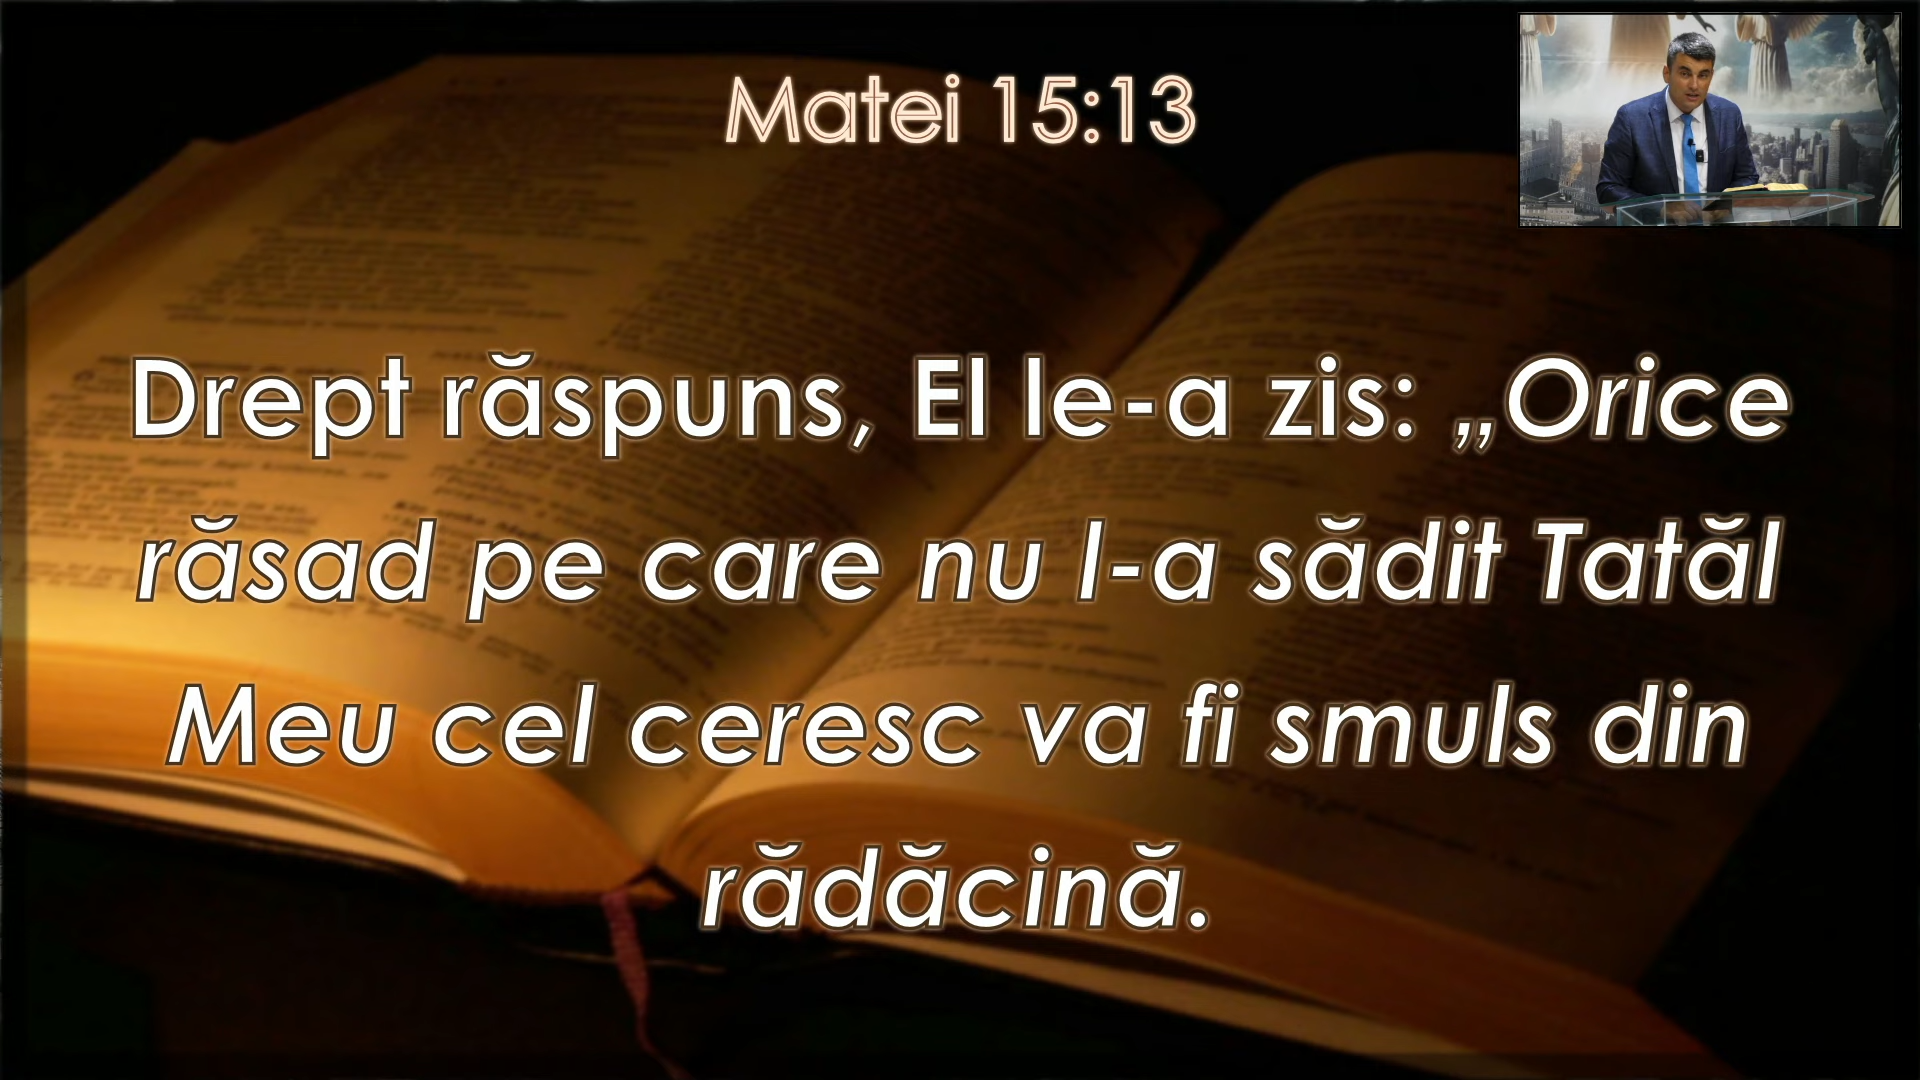 Matei 15:13
Drept răspuns, El le-a zis: „Orice
răsad pe care nu l-a sădit Tatăl
Meu cel ceresc va fi smuls din
rădăcină.